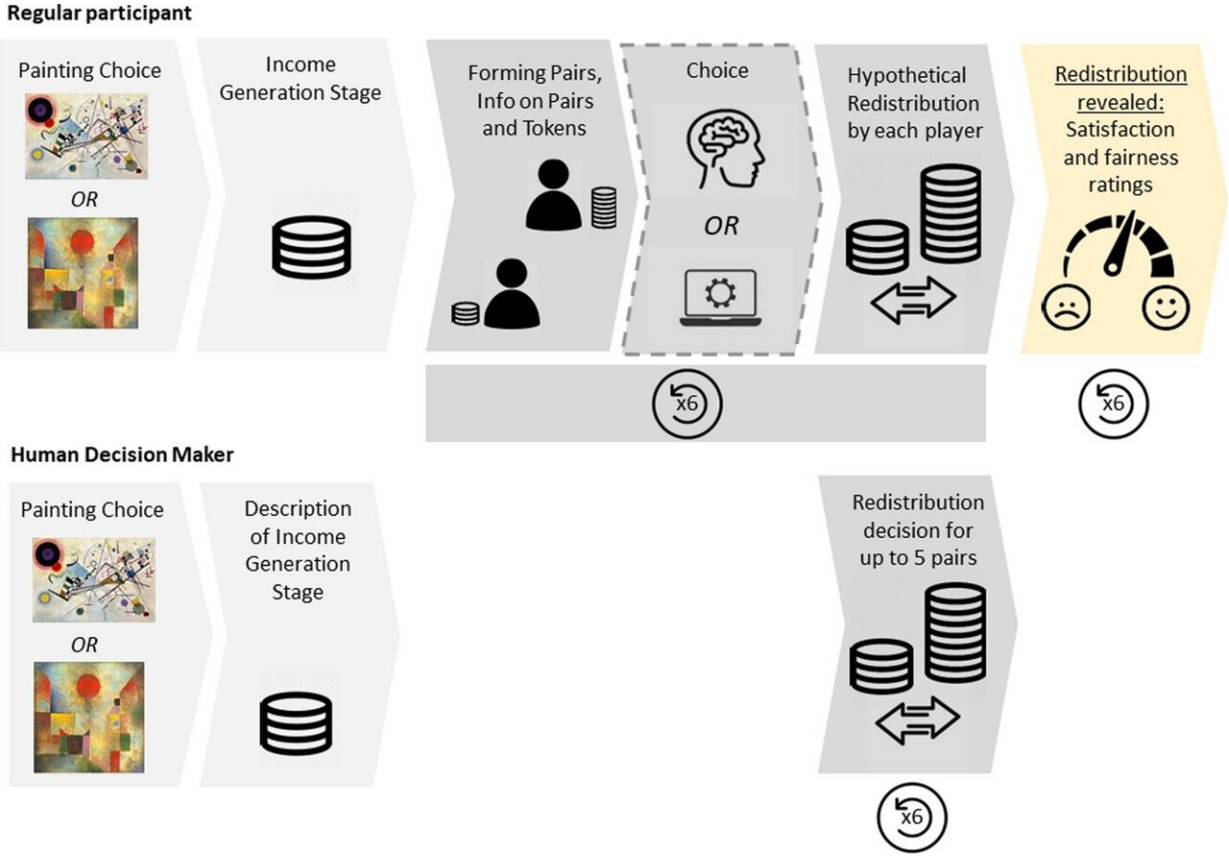 Regular participant
Painting Choice
OR
Income
Generation Stage
Forming Pairs,
Info on Pairs
and Tokens
Choice
OR
Hypothetical
Redistribution
by each player
Redistribution
revealed:
Satisfaction
and fairness
ratings
x6
x6
Human Decision Maker
Painting Choice
OR
Description
of Income
Generation
Stage
Redistribution
decision for
up to 5 pairs
x6